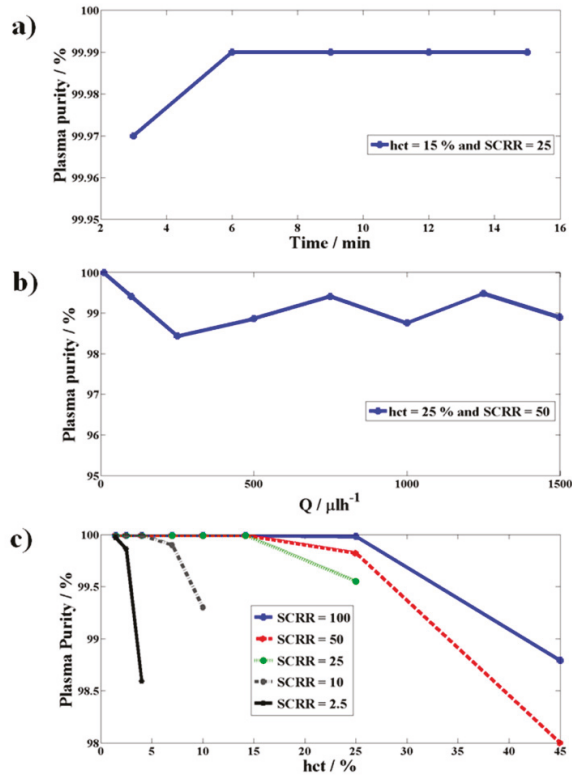 a)
Plasma purity / %
100
99.99
99.98
99.97
99.96
99.95
2
4
6
8
10
12
14
16
Time / min
hct = 15 % and SCRR = 25
b)
Plasma purity / %
100
99
98
97
96
95
0
500
1000
1500
Q / μlh-1
hct = 25 % and SCRR = 50
c)
Plasma Purity / %
100
99.5
99
98.5
98
0
5
10
15
20
25
30
35
40
45
hct / %
SCRR = 100
SCRR = 50
SCRR = 25
SCRR = 10
SCRR = 2.5